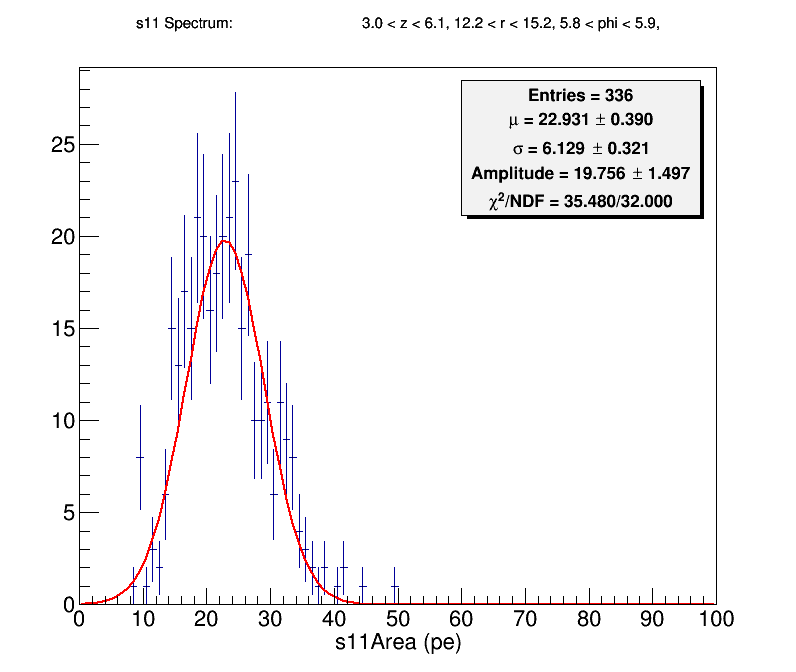 s11 Spectrum: 3.0 < z < 6.1, 12.2 < r < 15.2, 5.8 < phi < 5.9,
Entries = 336
μ = 22.931 ± 0.390
σ = 6.129 ± 0.321
Amplitude = 19.756 ± 1.497
χ²/NDF = 35.480/32.000
25
20
15
10
5
0
0 10 20 30 40 50 60 70 80 90 100
s11Area (pe)